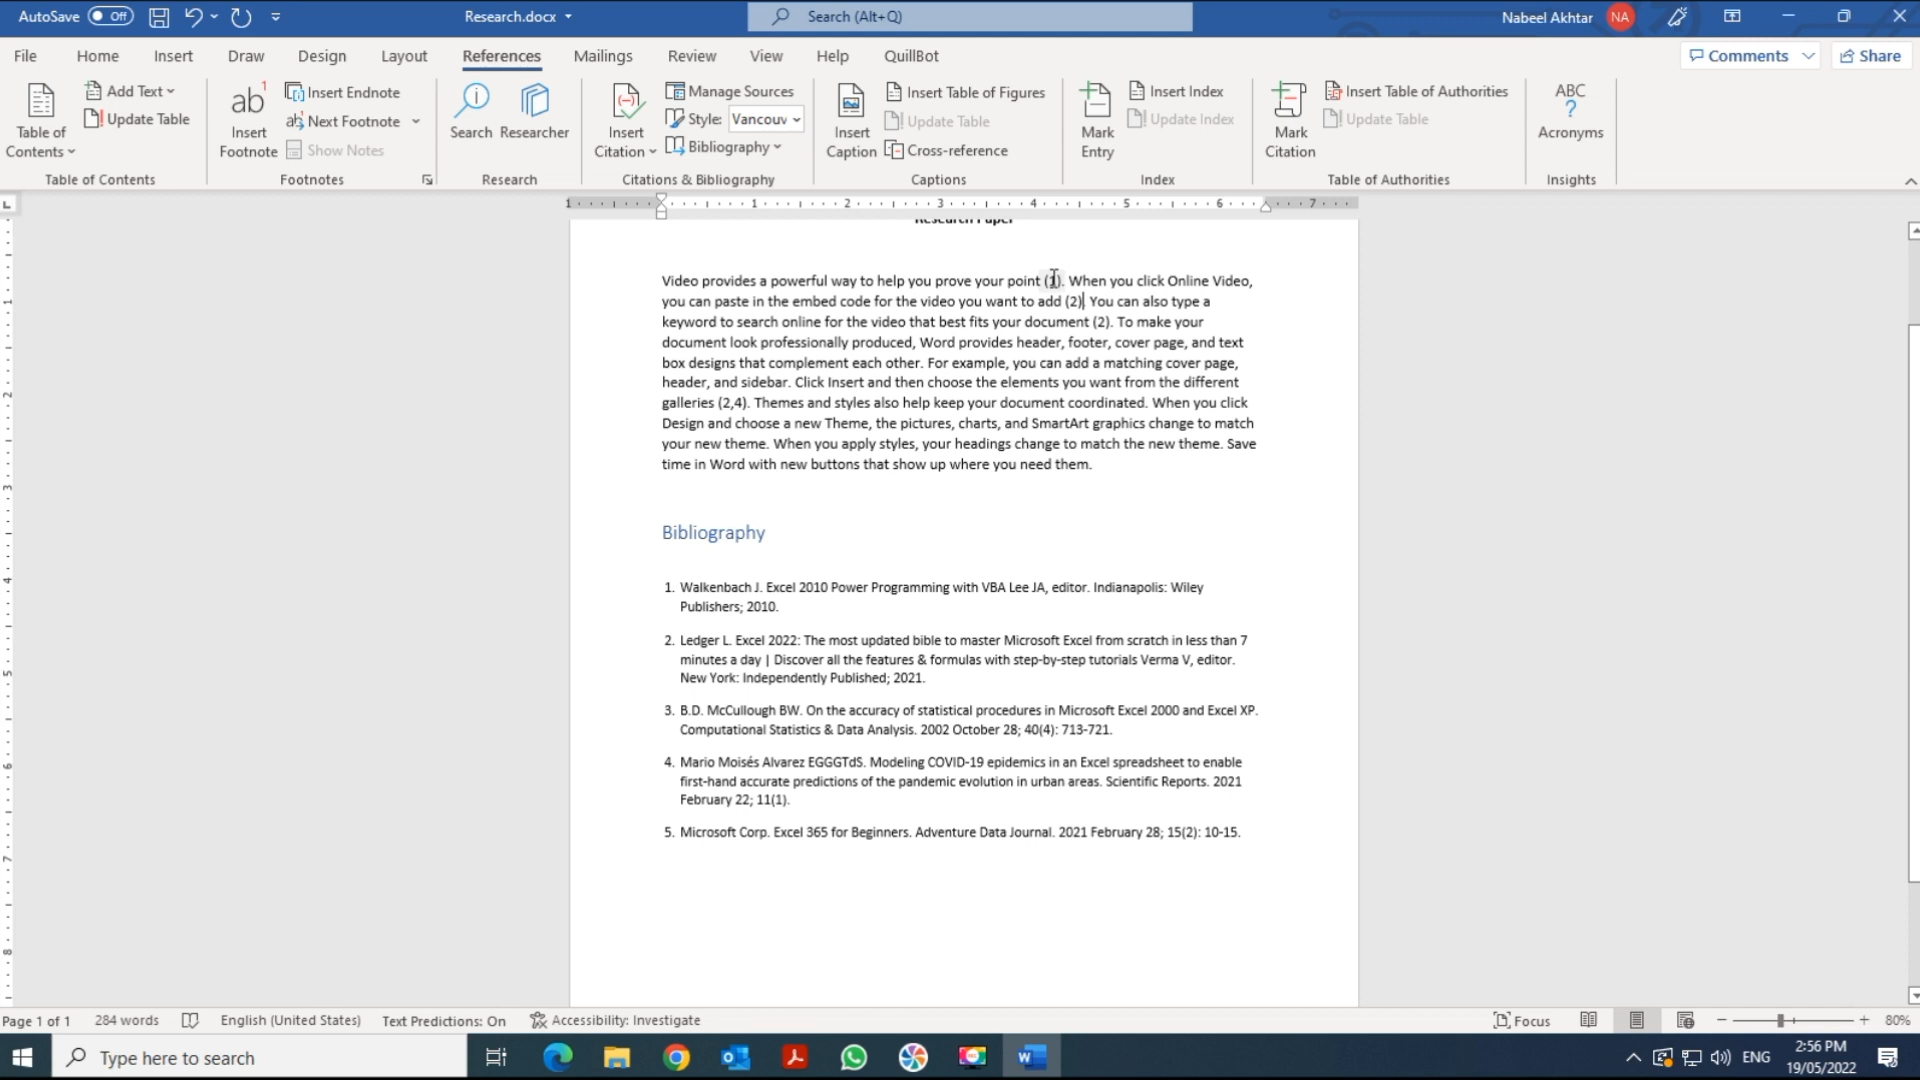 AutoSave Off Research.docx Search (Alt+Q) Nabeel Akhtar NA
File Home Insert Draw Design Layout References Mailings Review View Help QuillBot Comments Share
Table of Contents
Add Text
Update Table
Table of Contents
ab1 Insert Footnote
Insert Endnote
Next Footnote
Show Notes
Footnotes
Search Researcher
Research
Insert Citation
Manage Sources
Style: Vancouv
Bibliography
Citations & Bibliography
Insert Caption
Insert Table of Figures
Update Table
Cross-reference
Captions
Mark Entry
Insert Index
Update Index
Index
Mark Citation
Insert Table of Authorities
Update Table
Table of Authorities
ABC
?
Acronyms
Insights
1 1 2 3 4 5 6 7
Research Paper
Video provides a powerful way to help you prove your point (1). When you click Online Video,
you can paste in the embed code for the video you want to add (2). You can also type a
keyword to search online for the video that best fits your document (2). To make your
document look professionally produced, Word provides header, footer, cover page, and text
box designs that complement each other. For example, you can add a matching cover page,
header, and sidebar. Click Insert and then choose the elements you want from the different
galleries (2,4). Themes and styles also help keep your document coordinated. When you click
Design and choose a new Theme, the pictures, charts, and SmartArt graphics change to match
your new theme. When you apply styles, your headings change to match the new theme. Save
time in Word with new buttons that show up where you need them.
Bibliography
1. Walkenbach J. Excel 2010 Power Programming with VBA Lee JA, editor. Indianapolis: Wiley
Publishers; 2010.
2. Ledger L. Excel 2022: The most updated bible to master Microsoft Excel from scratch in less than 7
minutes a day | Discover all the features & formulas with step-by-step tutorials Verma V, editor.
New York: Independently Published; 2021.
3. B.D. McCullough BW. On the accuracy of statistical procedures in Microsoft Excel 2000 and Excel XP.
Computational Statistics & Data Analysis. 2002 October 28; 40(4): 713-721.
4. Mario Moisés Alvarez EGGGTdS. Modeling COVID-19 epidemics in an Excel spreadsheet to enable
first-hand accurate predictions of the pandemic evolution in urban areas. Scientific Reports. 2021
February 22; 11(1).
5. Microsoft Corp. Excel 365 for Beginners. Adventure Data Journal. 2021 February 28; 15(2): 10-15.
1
2
3
4
5
6
7
8
Page 1 of 1 284 words English (United States) Text Predictions: On Accessibility: Investigate Focus 80%
Type here to search ENG 2:56 PM
19/05/2022